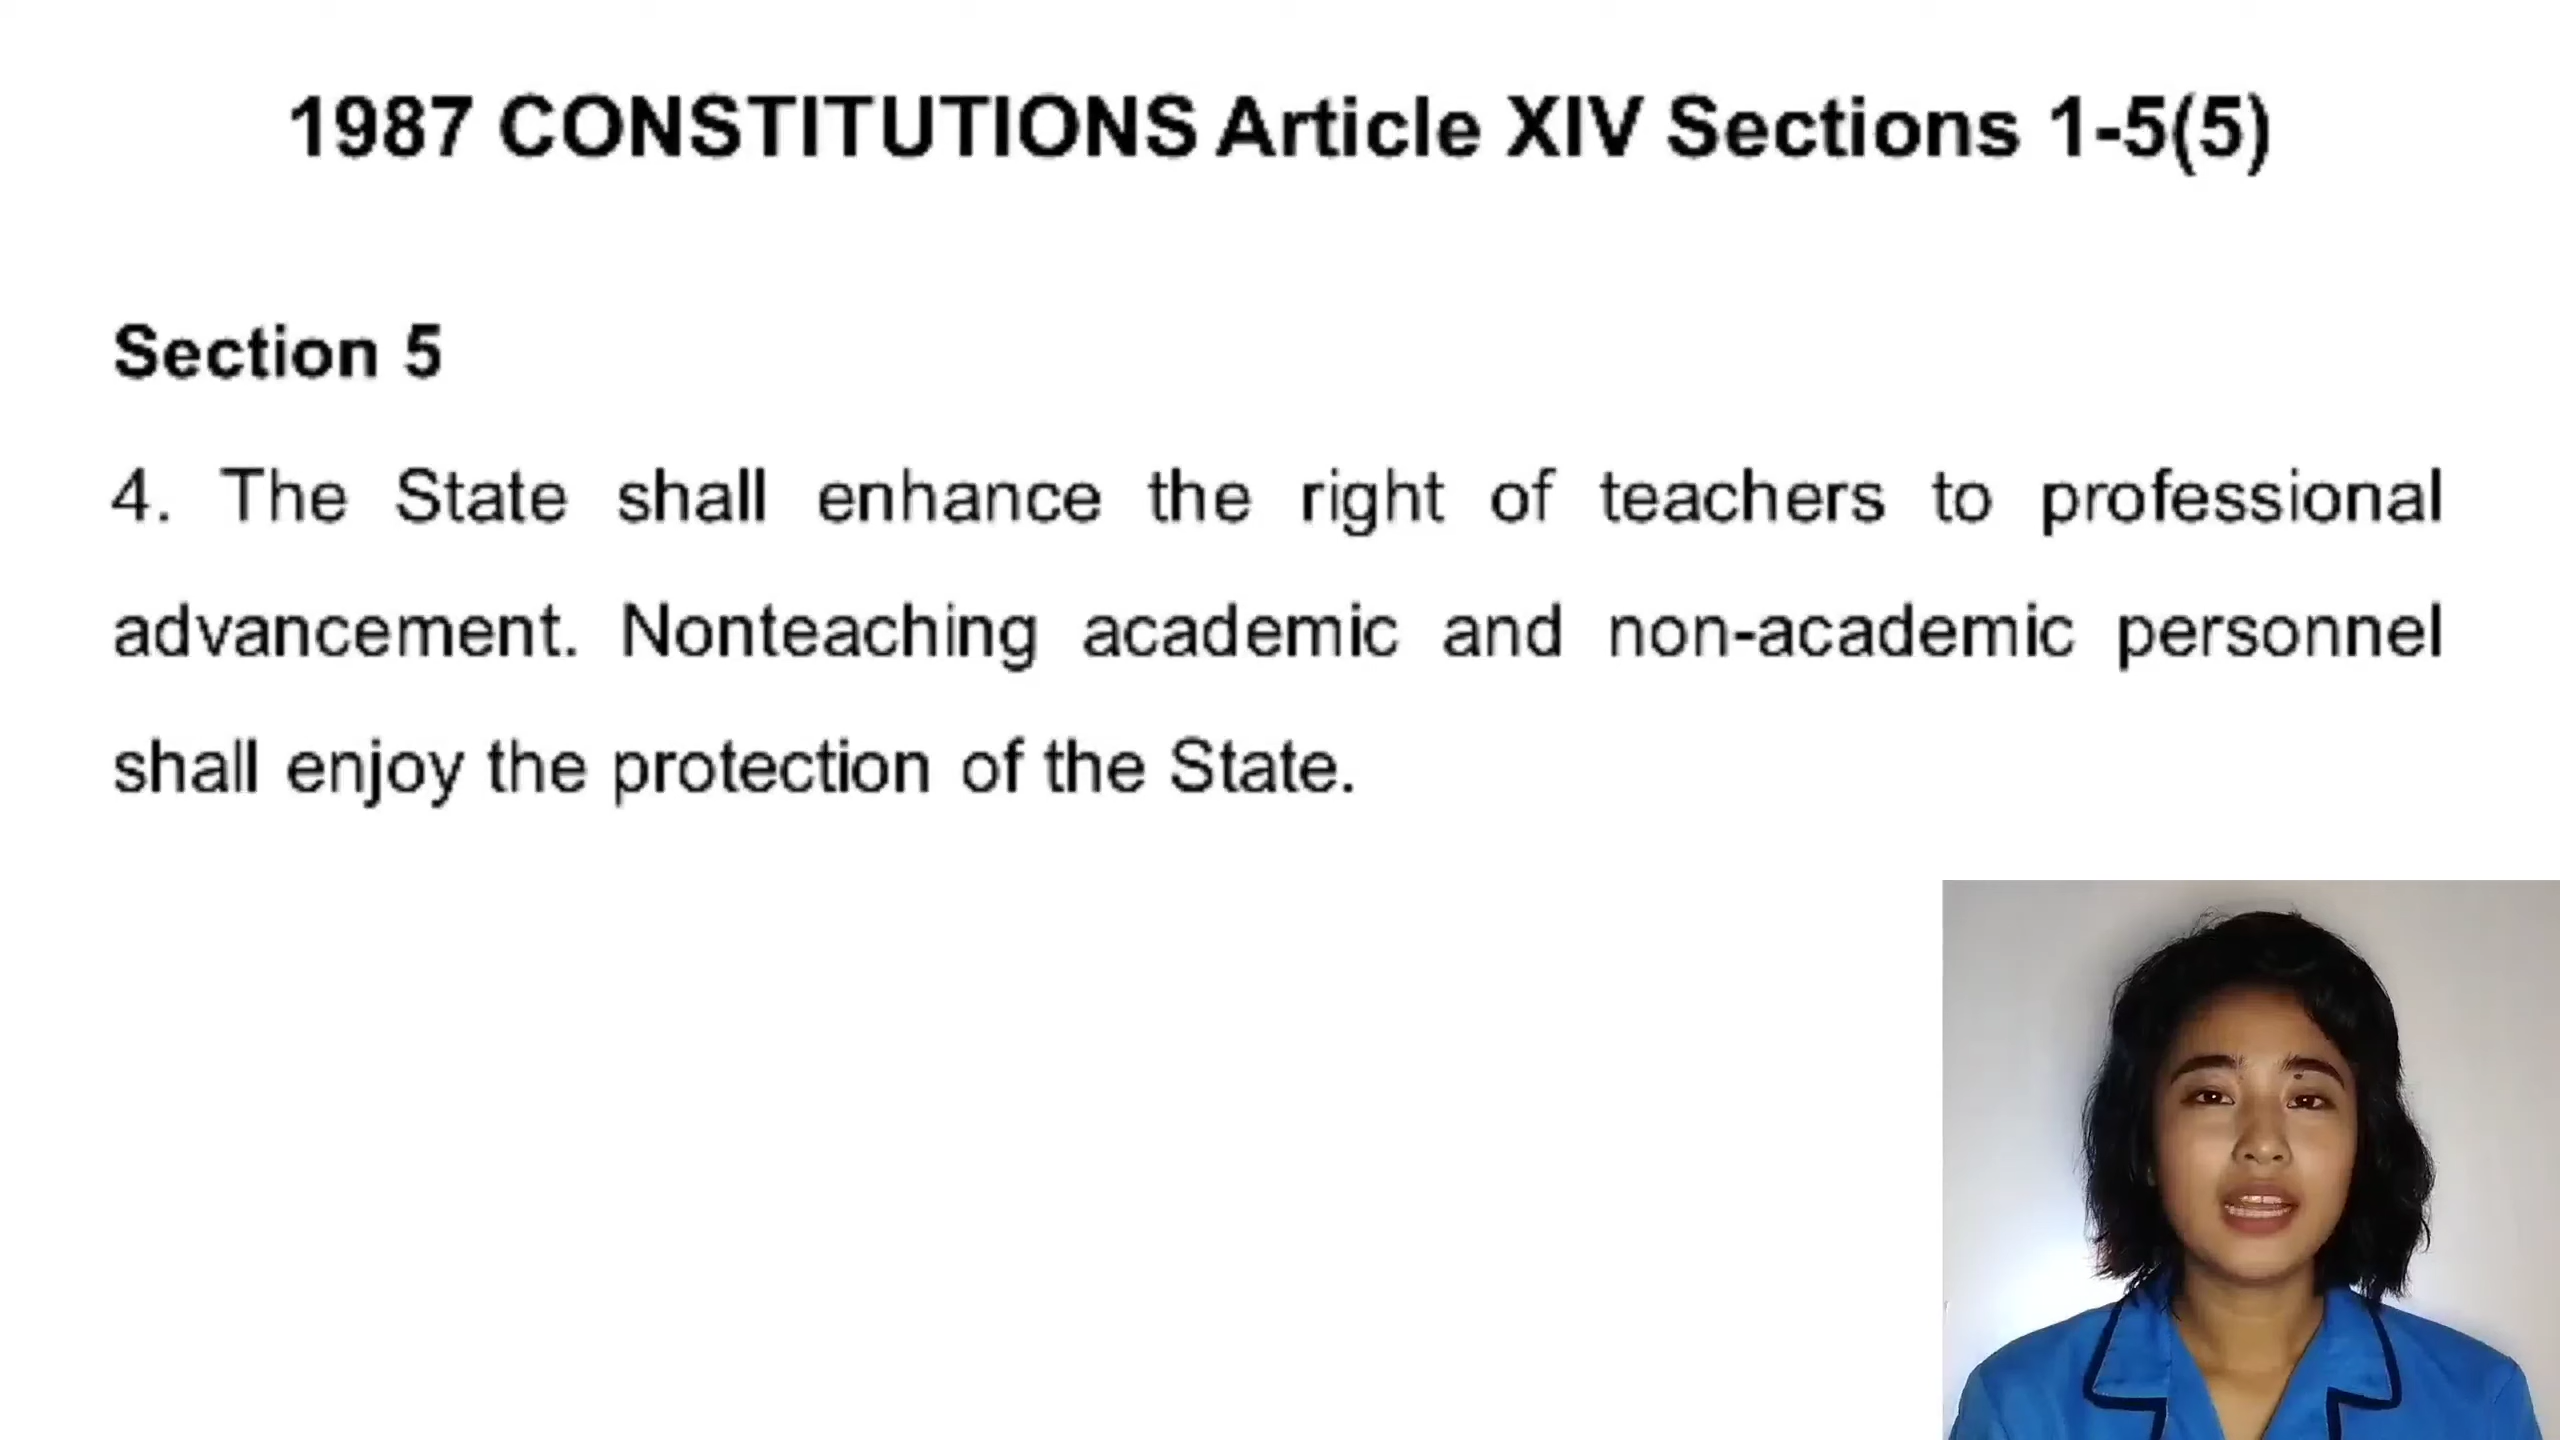 1987 CONSTITUTIONS Article XIV Sections 1-5(5)
Section 5
4. The State shall enhance the right of teachers to professional
advancement. Nonteaching academic and non-academic personnel
shall enjoy the protection of the State.